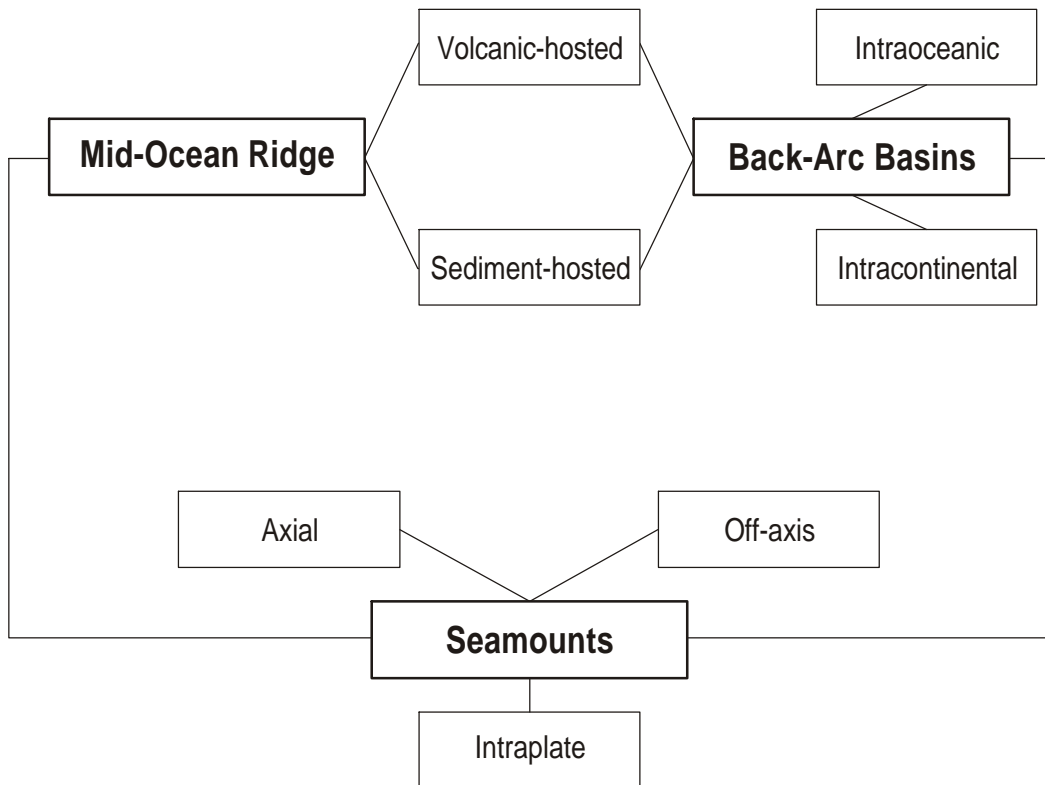 Volcanic-hosted
Intraoceanic
Mid-Ocean Ridge
Back-Arc Basins
Sediment-hosted
Intracontinental
Axial
Off-axis
Seamounts
Intraplate